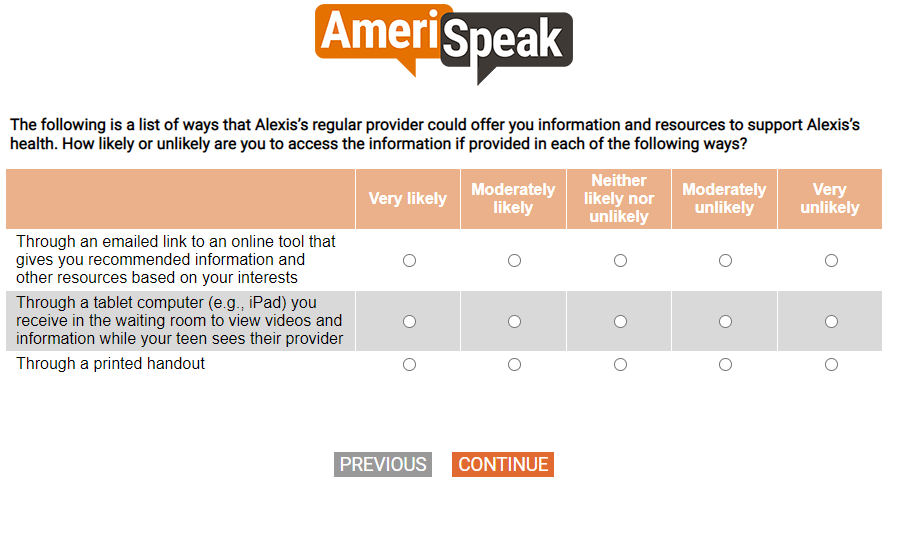 AmeriSpeak
The following is a list of ways that Alexis's regular provider could offer you information and resources to support Alexis's
health. How likely or unlikely are you to access the information if provided in each of the following ways?
Very likely
Moderately
likely
Neither
likely nor
unlikely
Moderately
unlikely
Very
unlikely
Through an emailed link to an online tool that
gives you recommended information and
other resources based on your interests
Through a tablet computer (e.g., iPad) you
receive in the waiting room to view videos and
information while your teen sees their provider
Through a printed handout
PREVIOUS
CONTINUE